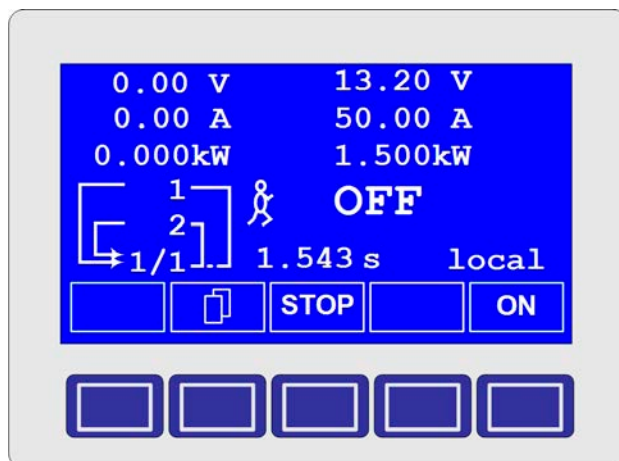 0.00 V 13.20 V
0.00 A 50.00 A
0.000kW 1.500kW
1
OFF
2
1/1 1.543 s local
STOP ON